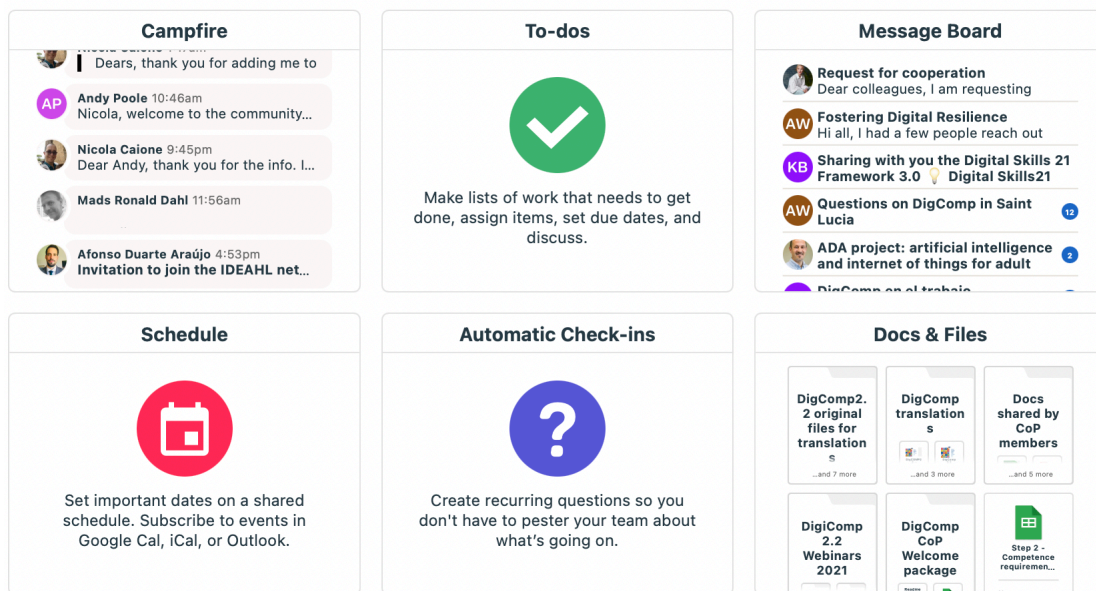 Campfire
Nicola Caione
Dears, thank you for adding me to
AP
Andy Poole 10:46am
Nicola, welcome to the community...
Nicola Caione 9:45pm
Dear Andy, thank you for the info. I...
Mads Ronald Dahl 11:56am
Afonso Duarte Araújo 4:53pm
Invitation to join the IDEAHL net...
To-dos
Make lists of work that needs to get
done, assign items, set due dates, and
discuss.
Message Board
Request for cooperation
Dear colleagues, I am requesting
AW
Fostering Digital Resilience
Hi all, I had a few people reach out
KB
Sharing with you the Digital Skills 21
Framework 3.0 💡 Digital Skills21
AW
Questions on DigComp in Saint
Lucia
12
ADA project: artificial intelligence
and internet of things for adult
2
DigComp en el trabajo
Schedule
Set important dates on a shared
schedule. Subscribe to events in
Google Cal, iCal, or Outlook.
Automatic Check-ins
?
Create recurring questions so you
don't have to pester your team about
what's going on.
Docs & Files
DigComp2.
2 original
files for
translation
s
...and 7 more
DigComp
translation
s
...and 3 more
Docs
shared by
CoP
members
...and 5 more
DigiComp
2.2
Webinars
2021
DigComp
CoP
Welcome
package
Step 2 -
Competence
requiremen...